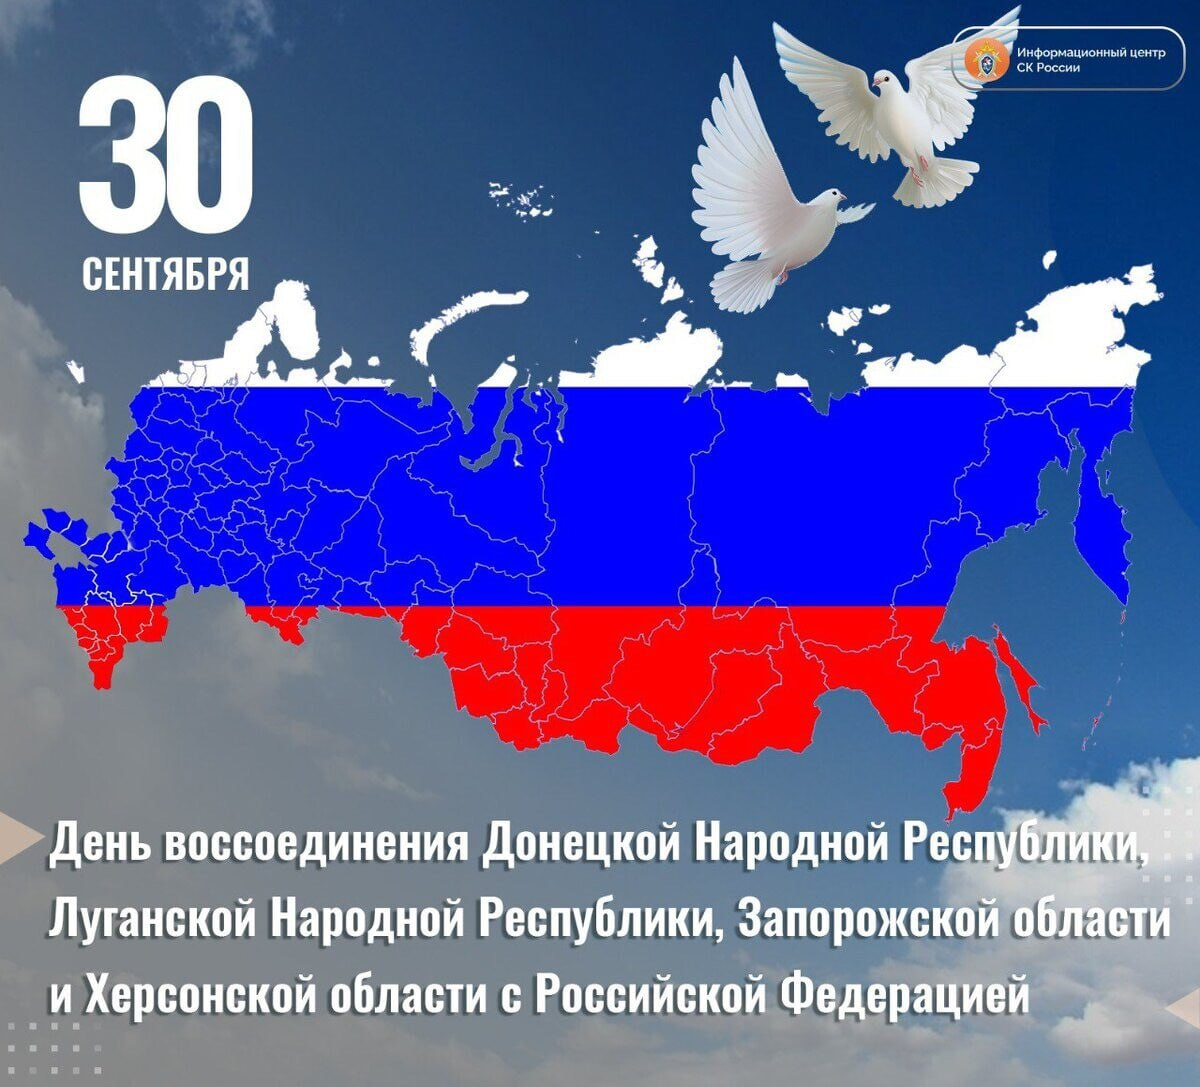 Информационный центр
СК России
30
СЕНТЯБРЯ
День воссоединения Донецкой Народной Республики,
Луганской Народной Республики, Запорожской области
и Херсонской области с Российской Федерацией